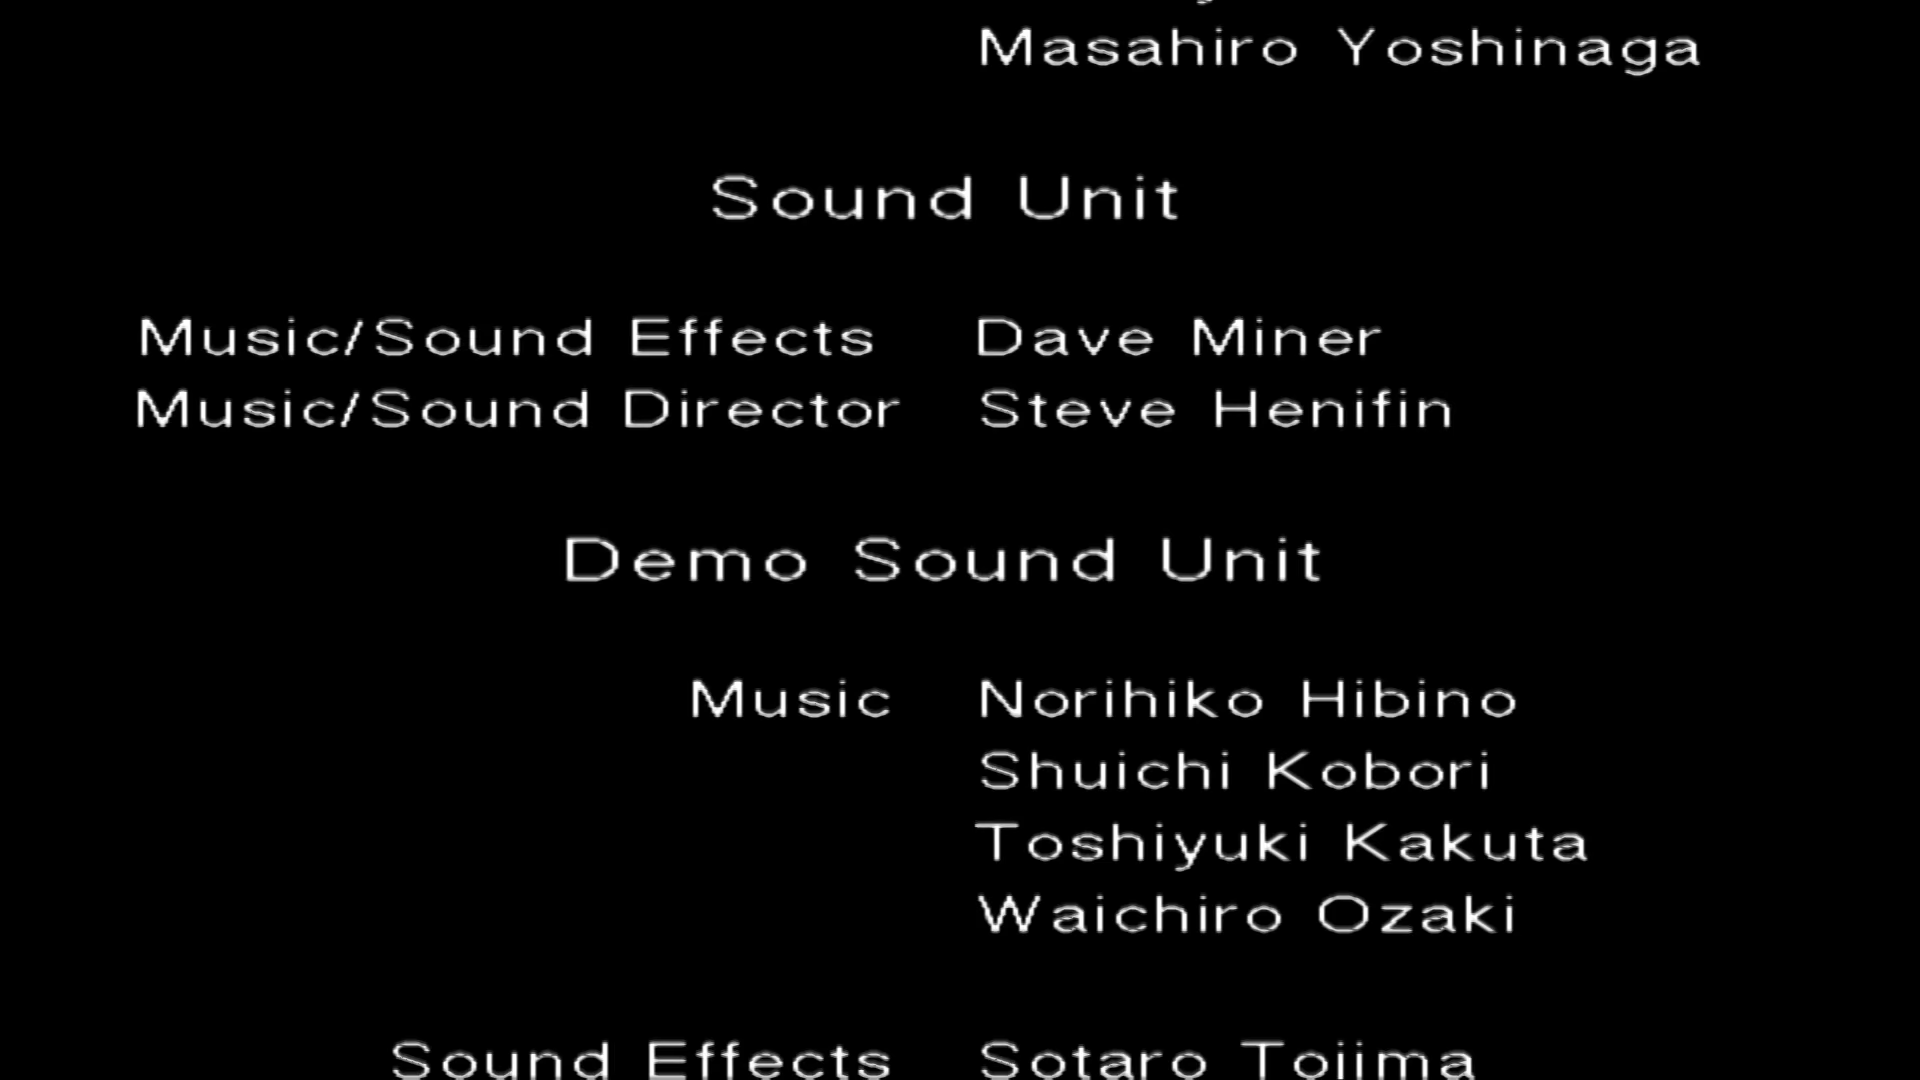 Masahiro Yoshinaga
Sound Unit
Music/Sound Effects Dave Miner
Music/Sound Director Steve Henifin
Demo Sound Unit
Music Norihiko Hibino
Shuichi Kobori
Toshiyuki Kakuta
Waichiro Ozaki
Sound Effects Sotaro Tojima